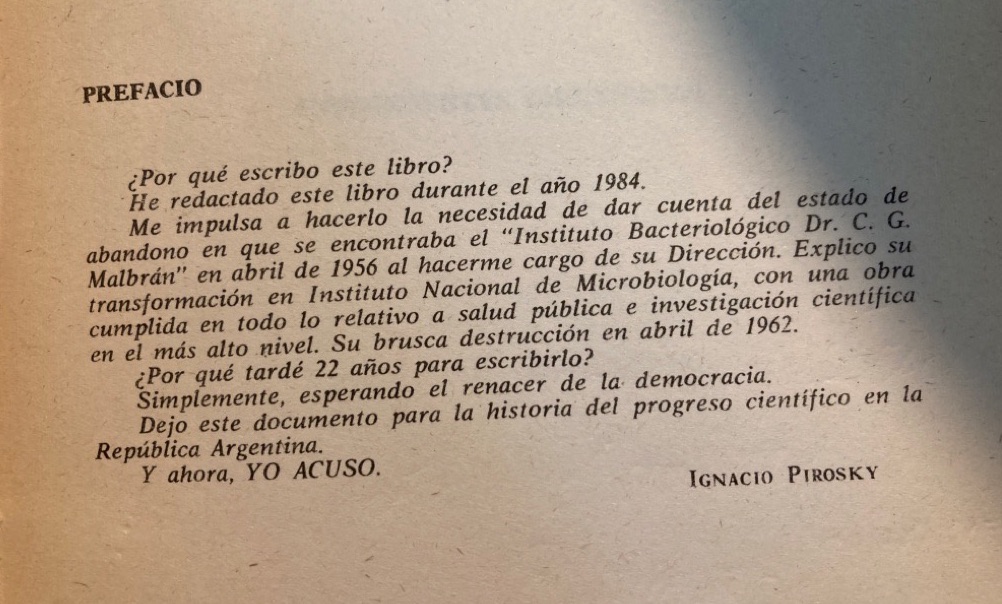 PREFACIO
¿Por qué escribo este libro?
He redactado este libro durante el año 1984.
Me impulsa a hacerlo la necesidad de dar cuenta del estado de
abandono en que se encontraba el "Instituto Bacteriológico Dr. C. G.
Malbrán" en abril de 1956 al hacerme cargo de su Dirección. Explico su
transformación en Instituto Nacional de Microbiología, con una obra
cumplida en todo lo relativo a salud pública e investigación científica
en el más alto nivel. Su brusca destrucción en abril de 1962.
¿Por qué tardé 22 años para escribirlo?
Simplemente, esperando el renacer de la democracia.
Dejo este documento para la historia del progreso científico en la
República Argentina.
Y ahora, YO ACUSO.
IGNACIO PIROSKY